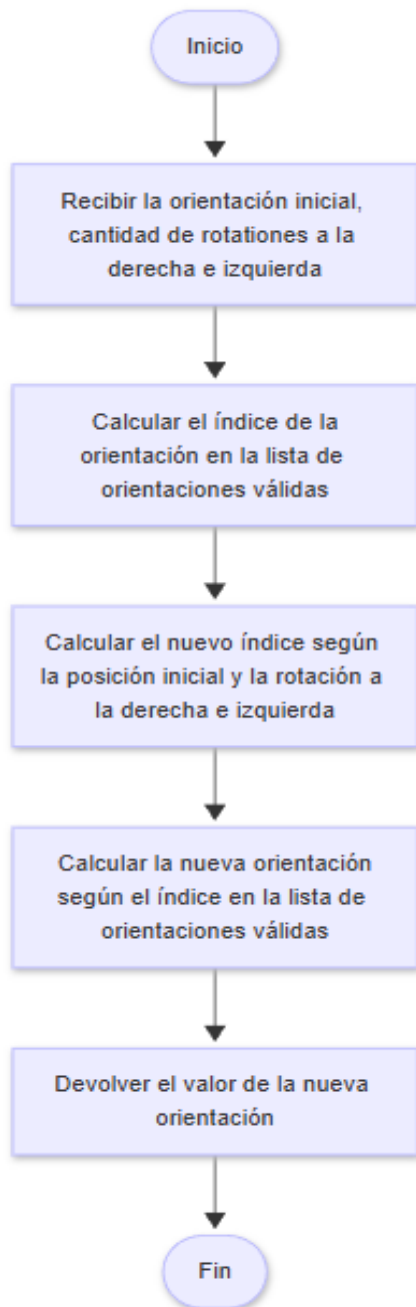 Inicio
Recibir la orientación inicial,
cantidad de rotationes a la
derecha e izquierda
Calcular el índice de la
orientación en la lista de
orientaciones válidas
Calcular el nuevo índice según
la posición inicial y la rotación a
la derecha e izquierda
Calcular la nueva orientación
según el índice en la lista de
orientaciones válidas
Devolver el valor de la nueva
orientación
Fin